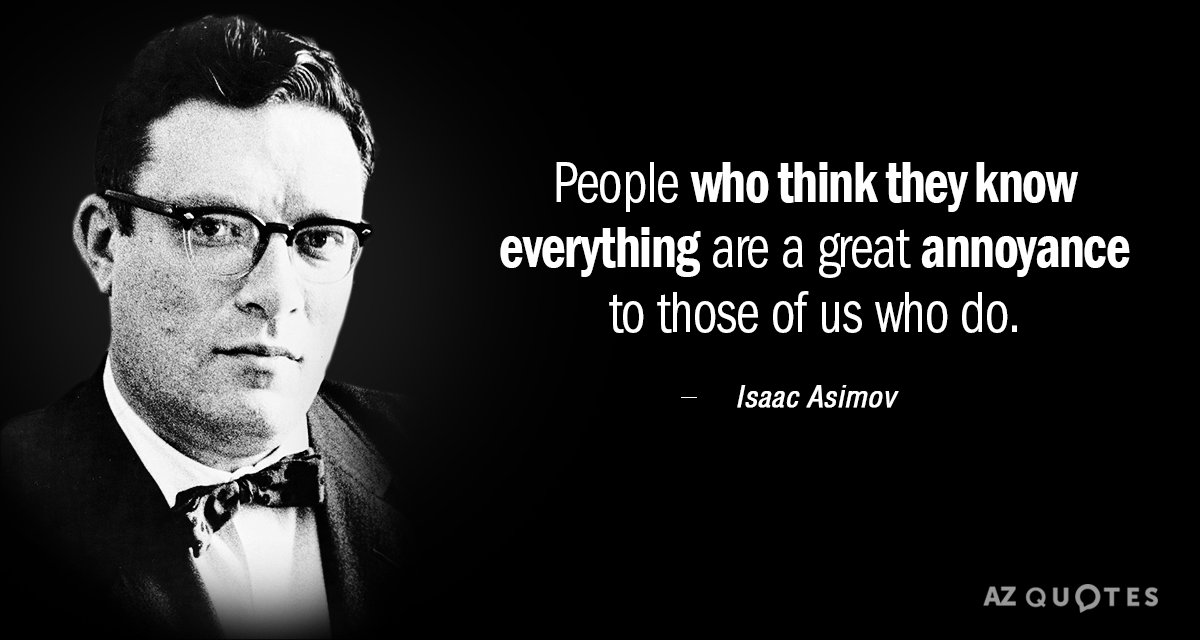 People who think they know
everything are a great annoyance
to those of us who do.
– Isaac Asimov
AZ QUOTES